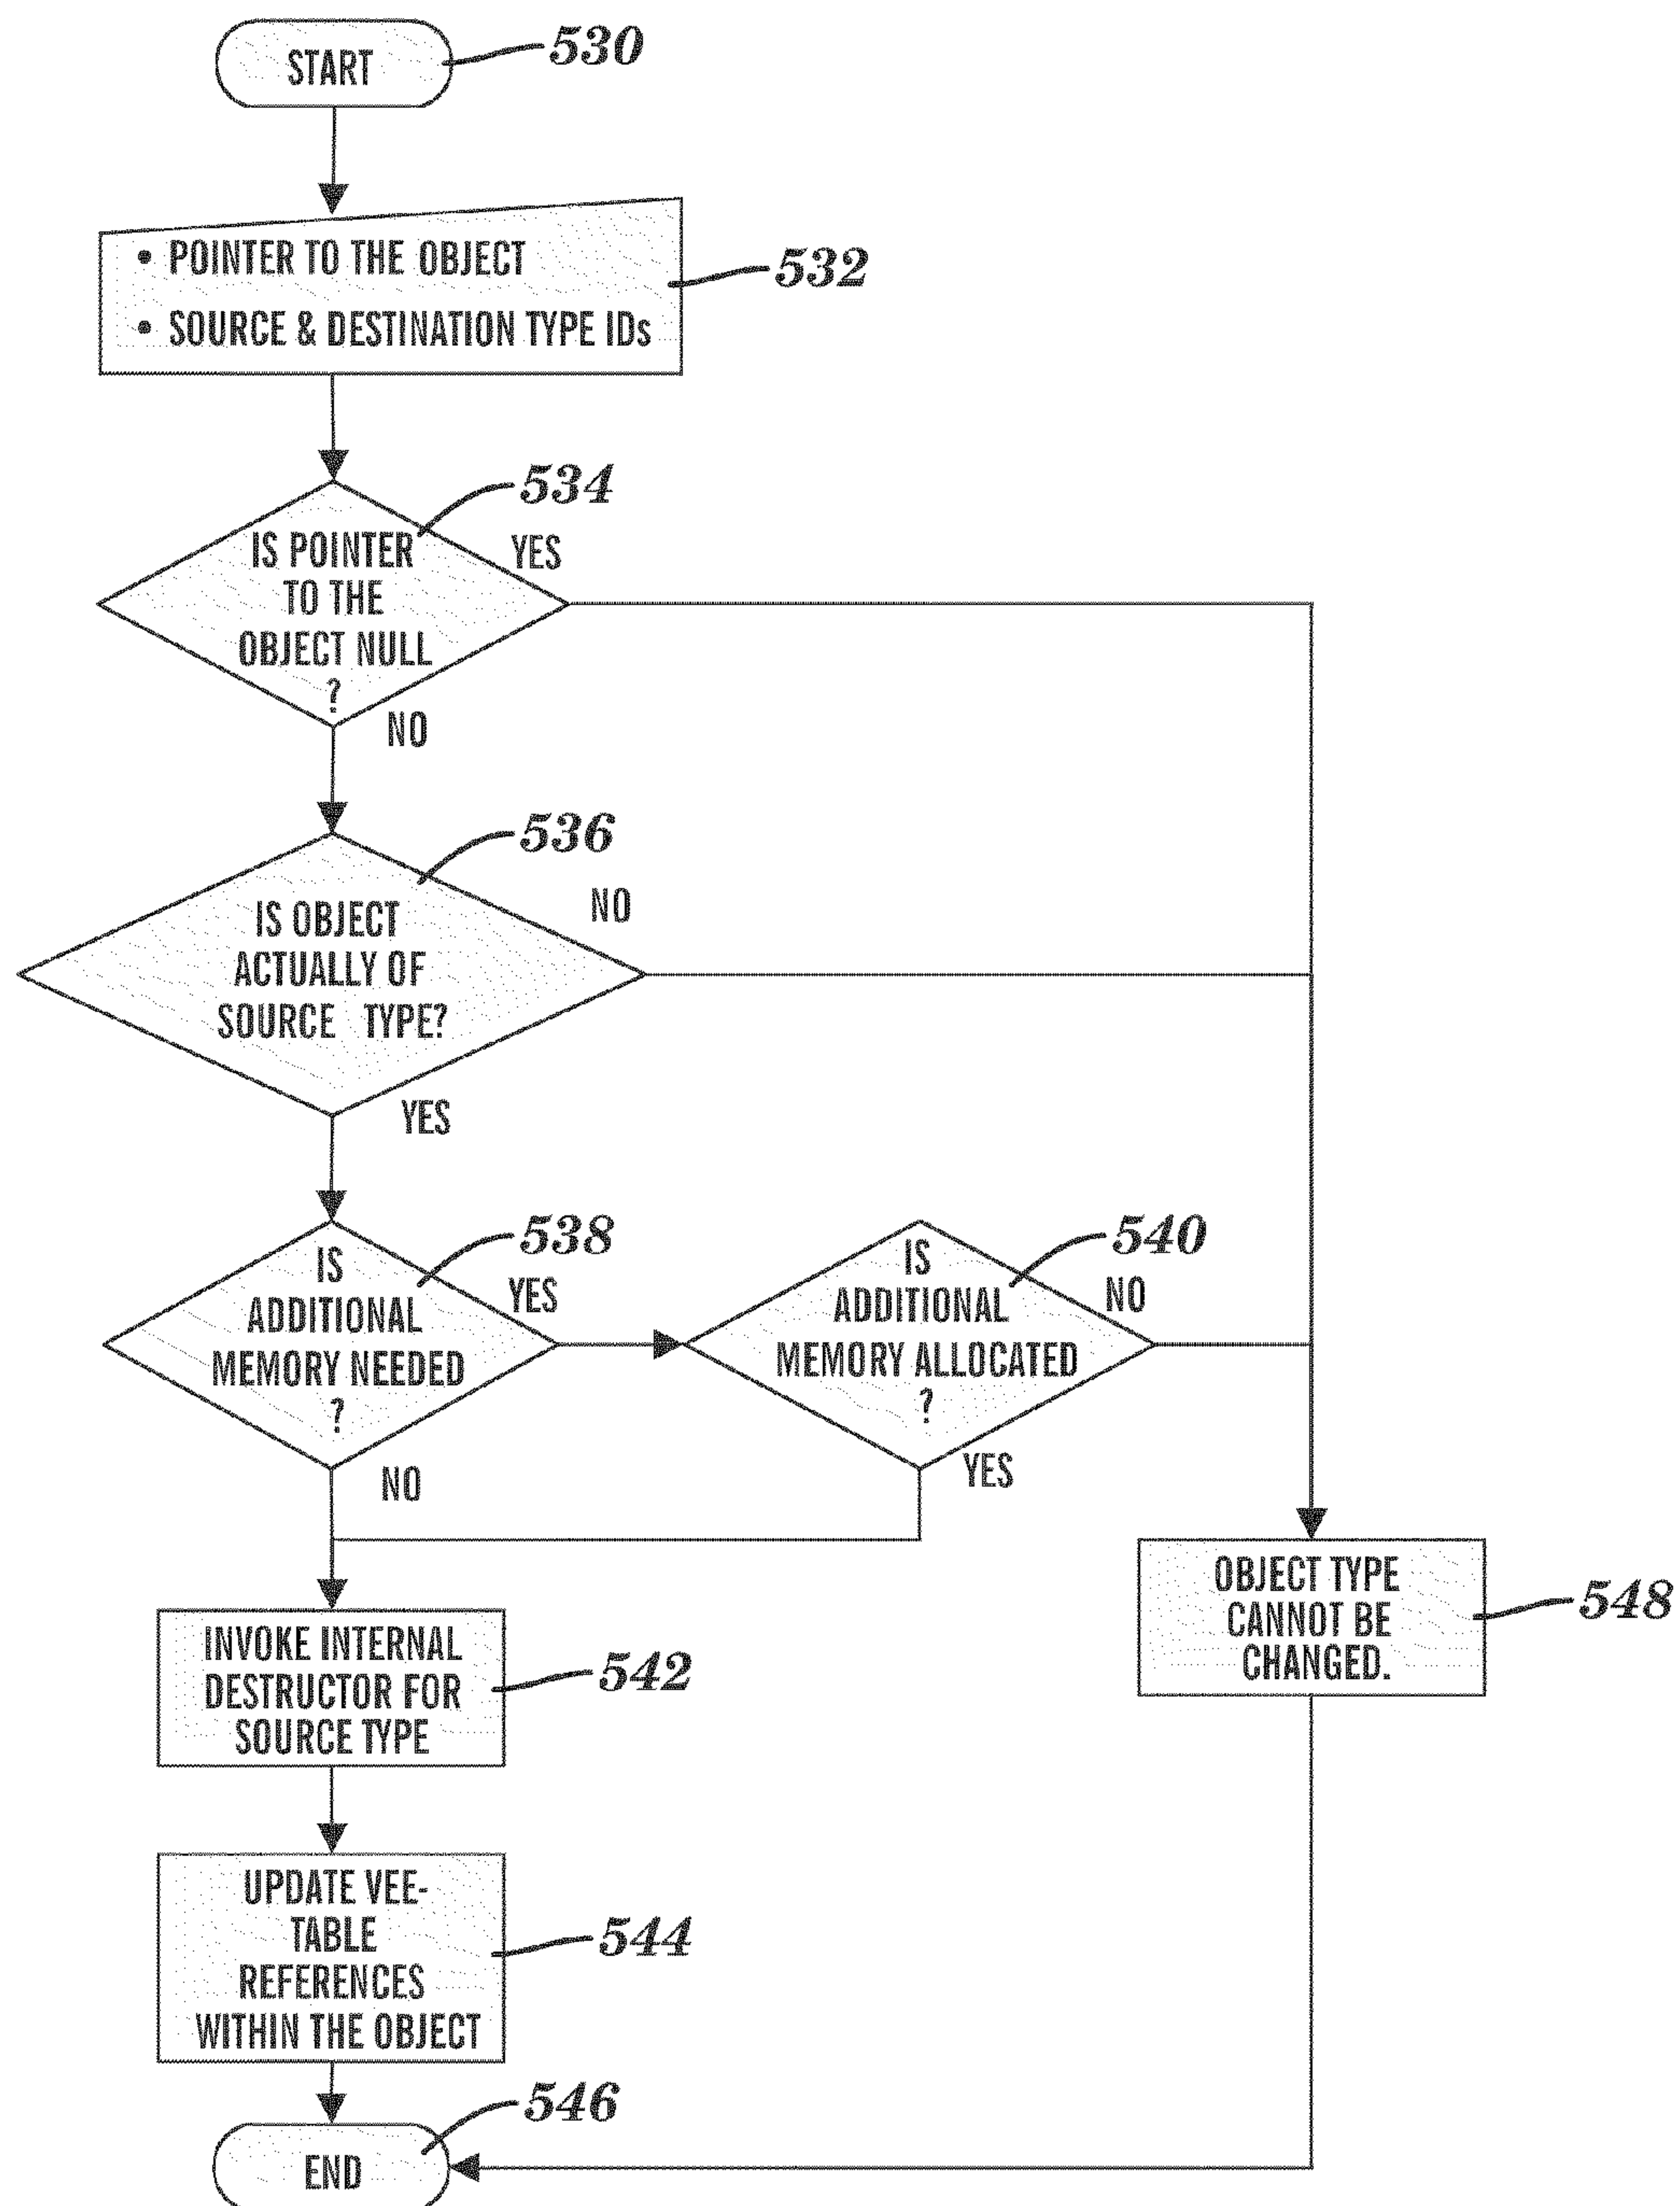 START
530
• POINTER TO THE OBJECT
• SOURCE & DESTINATION TYPE IDs
532
534
IS POINTER
TO THE
OBJECT NULL
?
YES
NO
536
IS OBJECT
ACTUALLY OF
SOURCE TYPE?
NO
YES
538
IS
ADDITIONAL
MEMORY NEEDED
?
YES
NO
540
IS
ADDITIONAL
MEMORY ALLOCATED
?
NO
YES
INVOKE INTERNAL
DESTRUCTOR FOR
SOURCE TYPE
542
OBJECT TYPE
CANNOT BE
CHANGED.
548
UPDATE VEE-
TABLE
REFERENCES
WITHIN THE OBJECT
544
546
END